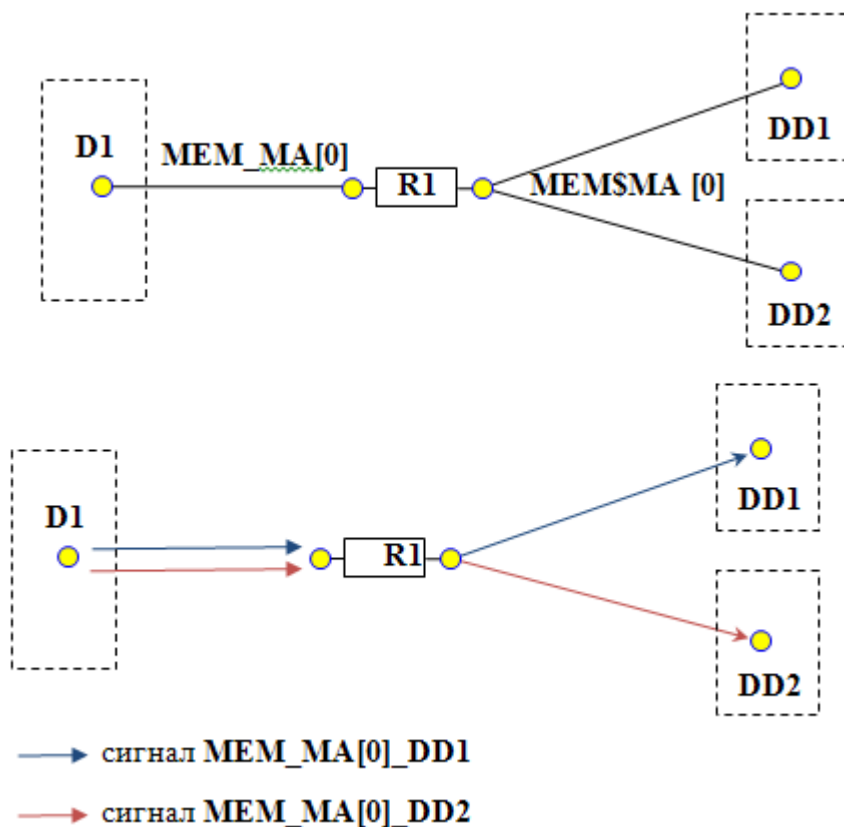 DD1
D1
MEM_MA[0]
R1
MEM$MA [0]
DD2
DD1
D1
R1
DD2
сигнал MEM_MA[0]_DD1
сигнал MEM_MA[0]_DD2